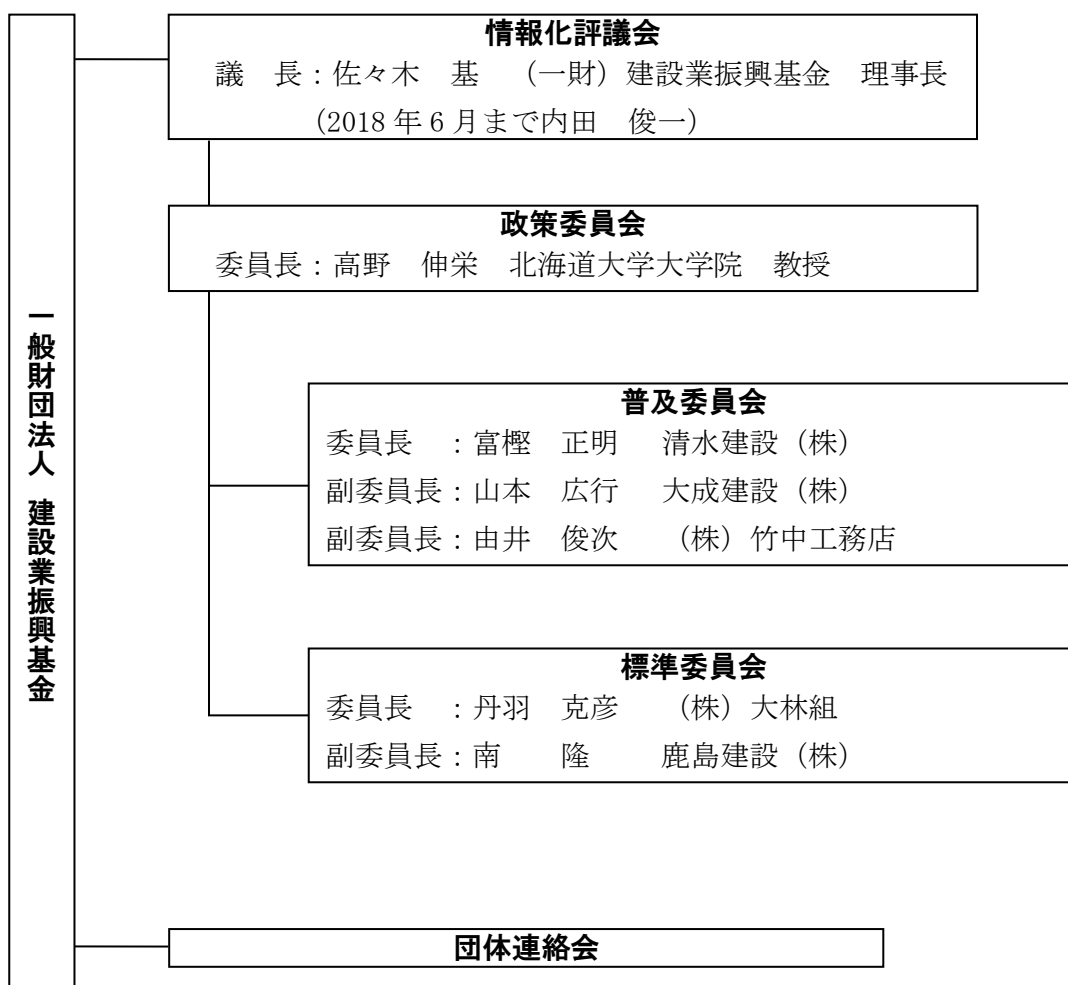 一般財団法人 建設業振興基金
情報化評議会
議　長：佐々木　基　（一財）建設業振興基金　理事長
（2018年6月まで内田　俊一）
政策委員会
委員長：高野　伸栄　北海道大学大学院　教授
普及委員会
委員長　：富樫　正明　清水建設（株）
副委員長：山本　広行　大成建設（株）
副委員長：由井　俊次　（株）竹中工務店
標準委員会
委員長　：丹羽　克彦　（株）大林組
副委員長：南　　隆　鹿島建設（株）
団体連絡会